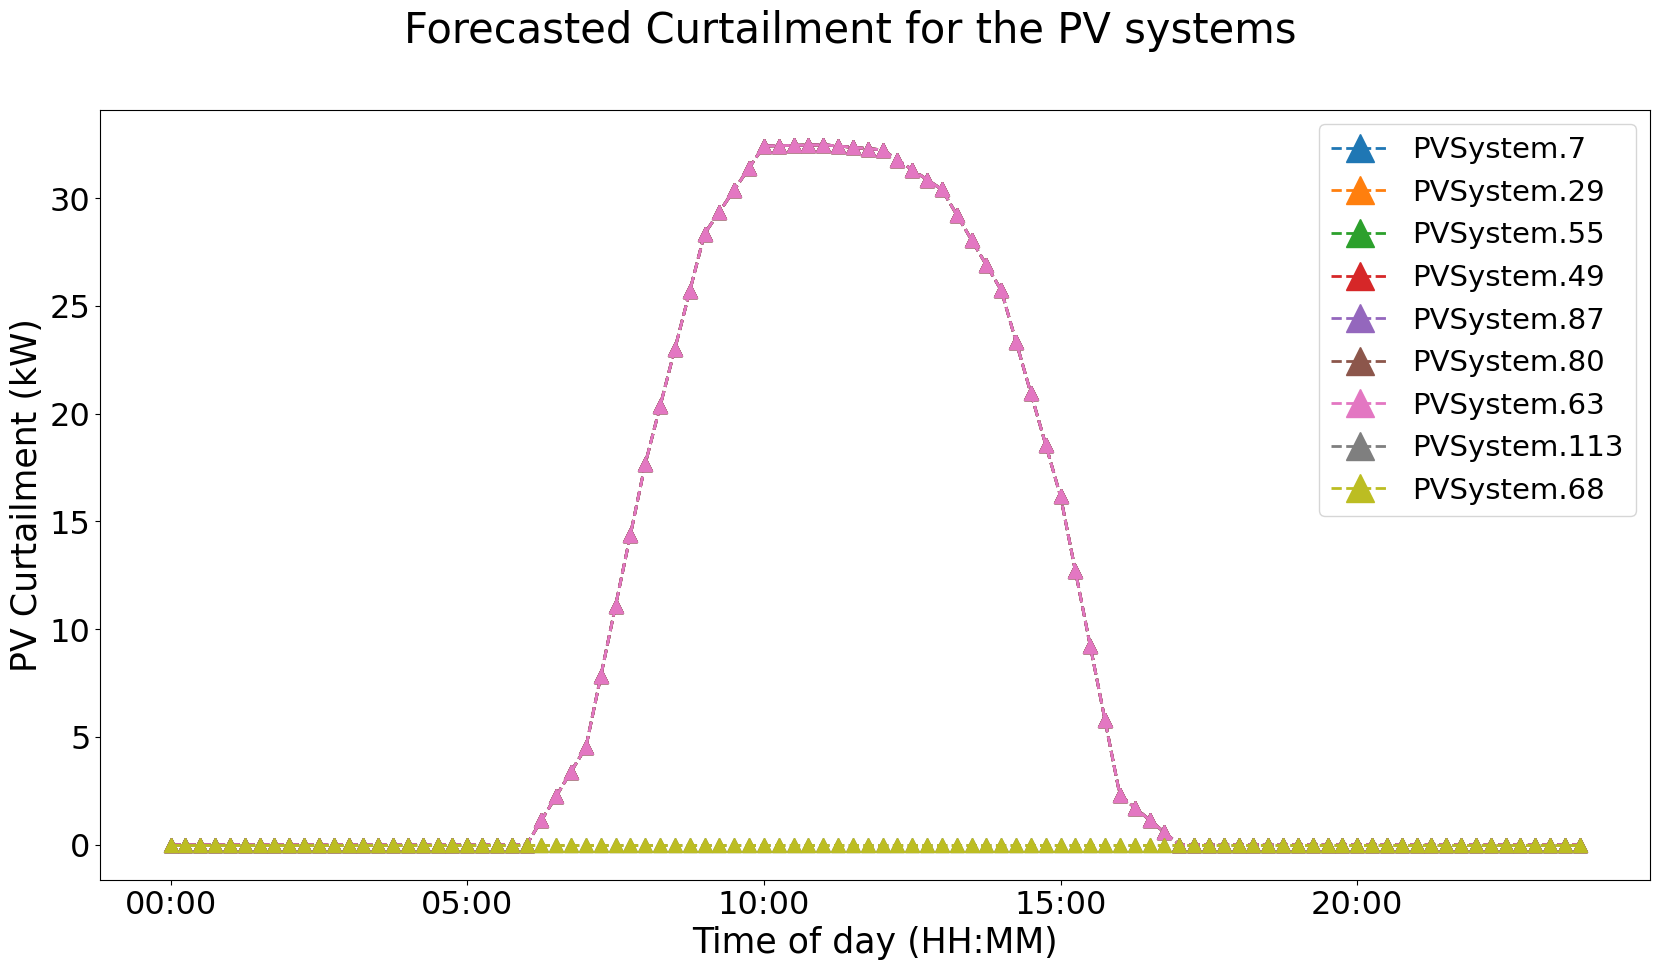 Forecasted Curtailment for the PV systems
PV Curtailment (kW)
30
25
20
15
10
5
0
PVSystem.7
PVSystem.29
PVSystem.55
PVSystem.49
PVSystem.87
PVSystem.80
PVSystem.63
PVSystem.113
PVSystem.68
00:00 05:00 10:00 15:00 20:00
Time of day (HH:MM)